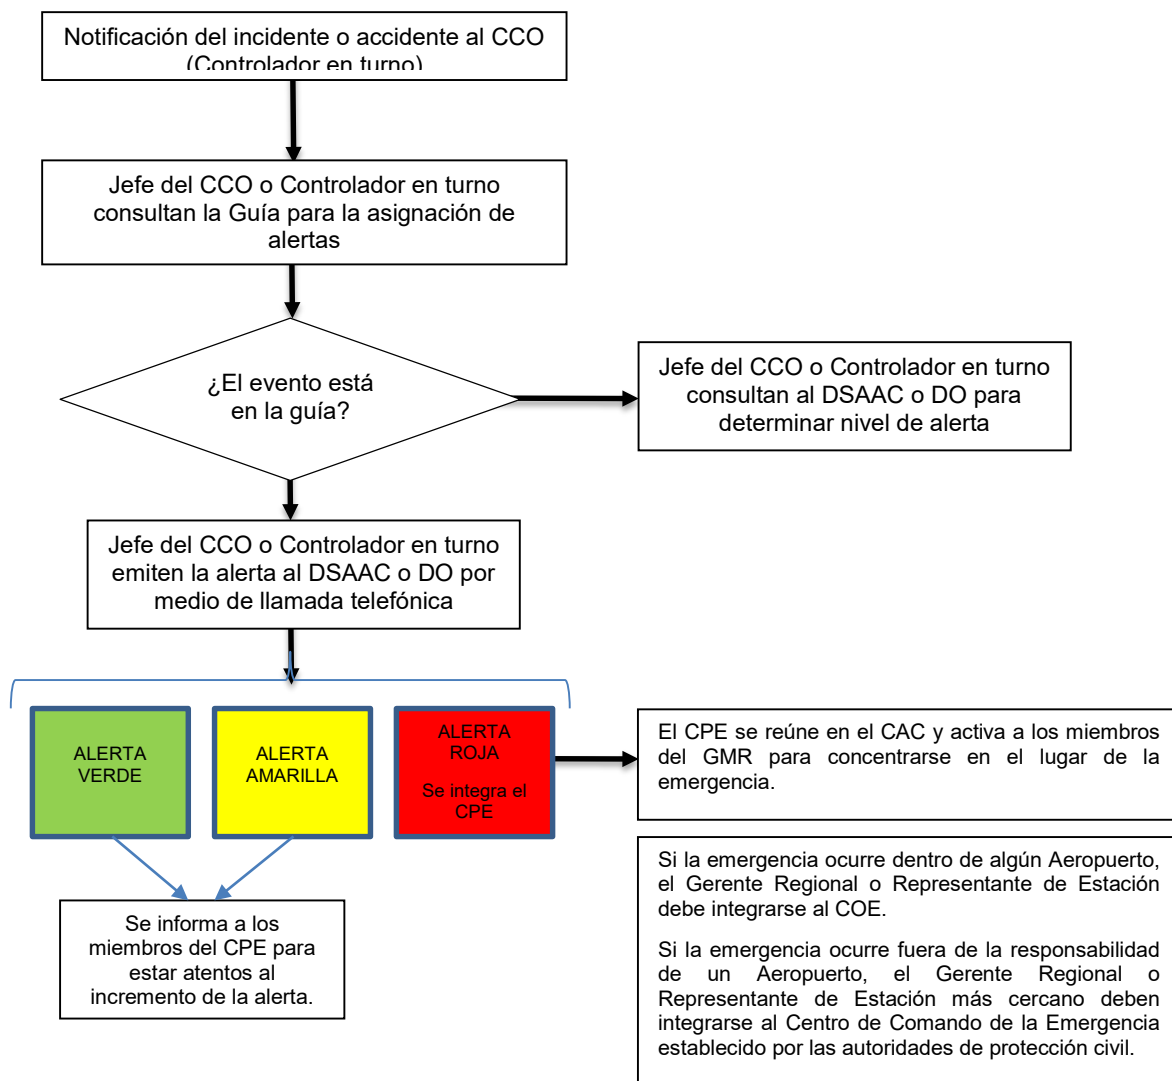 Notificación del incidente o accidente al CCO
(Controlador en turno)
Jefe del CCO o Controlador en turno
consultan la Guía para la asignación de
alertas
¿El evento está
en la guía?
Jefe del CCO o Controlador en turno
consultan al DSAAC o DO para
determinar nivel de alerta
Jefe del CCO o Controlador en turno
emiten la alerta al DSAAC o DO por
medio de llamada telefónica
ALERTA
VERDE
ALERTA
AMARILLA
ALERTA
ROJA
Se integra el
CPE
El CPE se reúne en el CAC y activa a los miembros
del GMR para concentrarse en el lugar de la
emergencia.
Se informa a los
miembros del CPE para
estar atentos al
incremento de la alerta.
Si la emergencia ocurre dentro de algún Aeropuerto,
el Gerente Regional o Representante de Estación
debe integrarse al COE.
Si la emergencia ocurre fuera de la responsabilidad
de un Aeropuerto, el Gerente Regional o
Representante de Estación más cercano deben
integrarse al Centro de Comando de la Emergencia
establecido por las autoridades de protección civil.